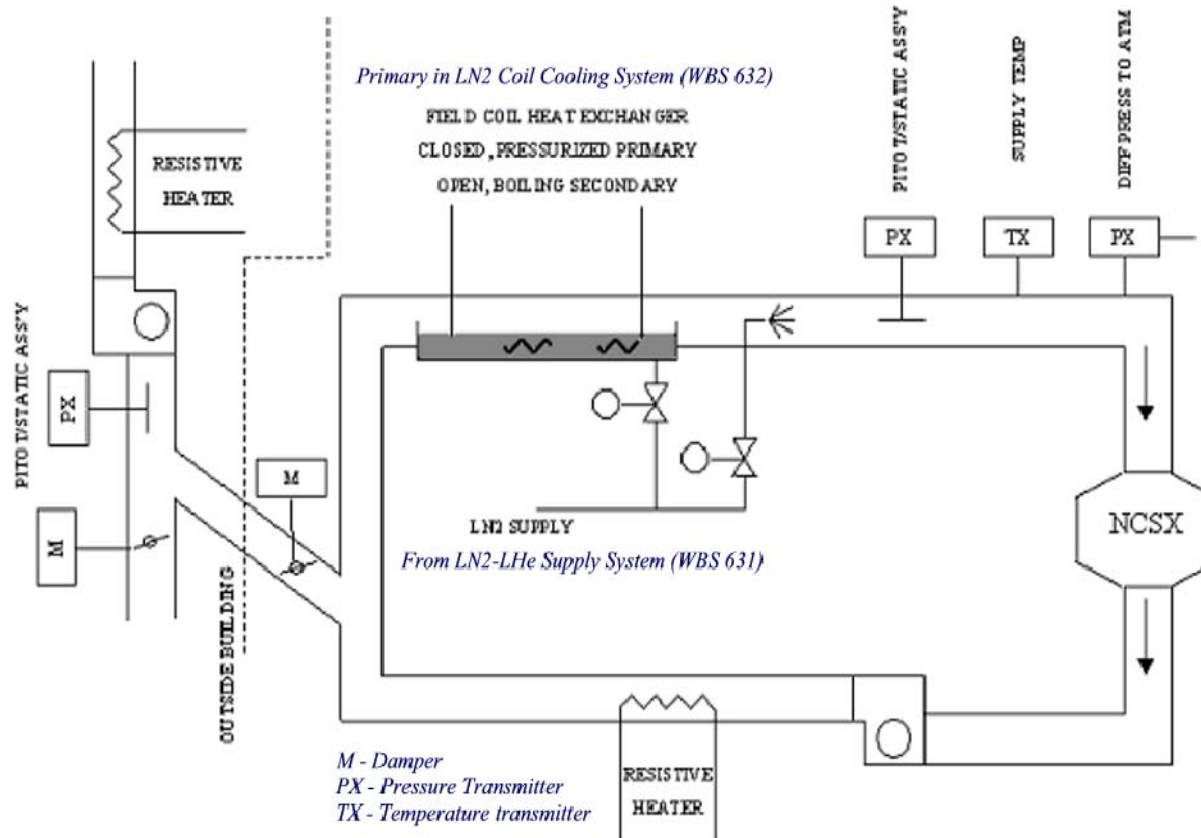 Primary in LN2 Coil Cooling System (WBS 632)
FIELD COIL HEAT EXCHANGER
CLOSED, PRESSURIZED PRIMARY
OPEN, BOILING SECONDARY
RESISTIVE
HEATER
PITOT/STATIC ASS'Y
SUPPLY TEMP
DIFF PRESS TO ATM
PX
TX
PX
PITOT/STATIC ASS'Y
PX
M
M
LN2 SUPPLY
From LN2-LHe Supply System (WBS 631)
NCSX
OUTSIDE BUILDING
M - Damper
PX - Pressure Transmitter
TX - Temperature transmitter
RESISTIVE
HEATER